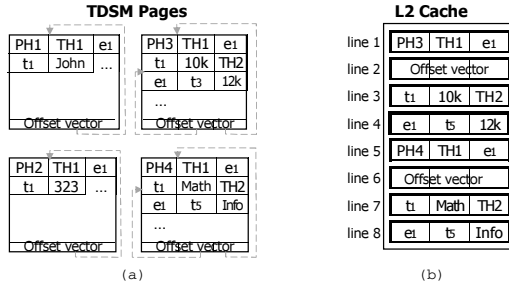 TDSM Pages
PH1 TH1 e1
t1 John ...
Offset vector
PH3 TH1 e1
t1 10k TH2
e1 t3 12k
...
Offset vector
PH2 TH1 e1
t1 323 ...
Offset vector
PH4 TH1 e1
t1 Math TH2
e1 t5 Info
...
Offset vector
(a)
L2 Cache
line 1 PH3 TH1 e1
line 2 Offset vector
line 3 t1 10k TH2
line 4 e1 t5 12k
line 5 PH4 TH1 e1
line 6 Offset vector
line 7 t1 Math TH2
line 8 e1 t5 Info
(b)